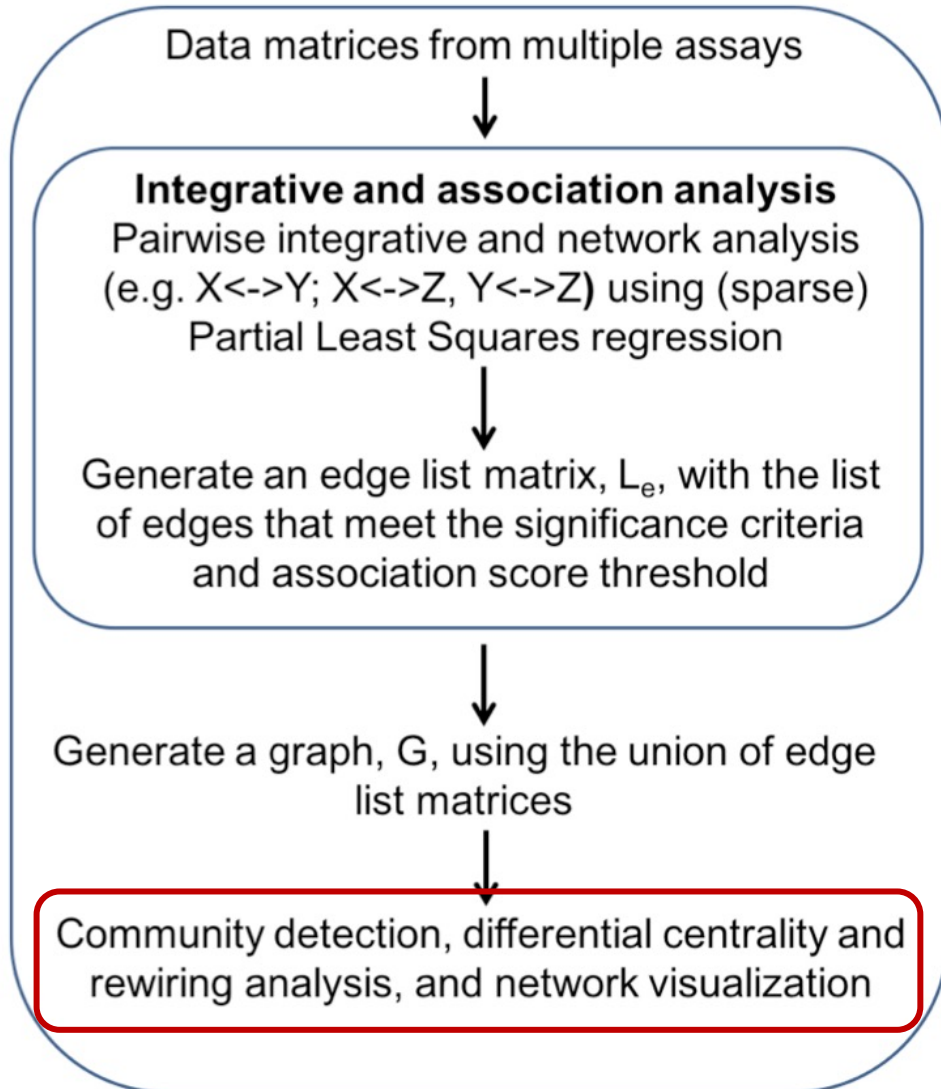 Data matrices from multiple assays
Integrative and association analysis
Pairwise integrative and network analysis
(e.g. X<->Y; X<->Z, Y<->Z) using (sparse)
Partial Least Squares regression
Generate an edge list matrix, Le, with the list
of edges that meet the significance criteria
and association score threshold
Generate a graph, G, using the union of edge
list matrices
Community detection, differential centrality and
rewiring analysis, and network visualization